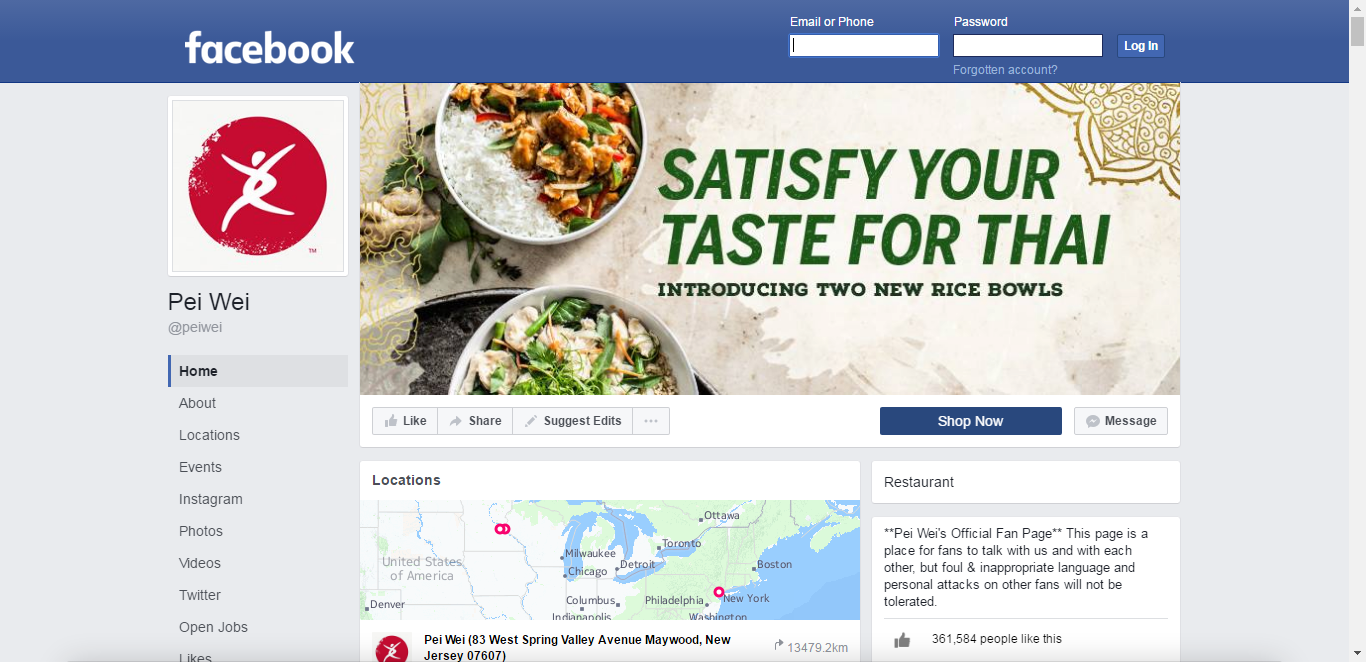 facebook
Email or Phone
Password
Log In
Forgotten account?
SATISFY YOUR
TASTE FOR THAI
INTRODUCING TWO NEW RICE BOWLS
TM
Pei Wei
@peiwei
Home
About
Locations
Events
Instagram
Photos
Videos
Twitter
Open Jobs
Likes
Like
Share
Suggest Edits
...
Shop Now
Message
Locations
Ottawa
Toronto
Milwaukee
United States
of America
Chicago
Detroit
Boston
Denver
Columbus
Philadelphia
New York
Indianapolis
Washington
Pei Wei (83 West Spring Valley Avenue Maywood, New
Jersey 07607)
13479.2km
Restaurant
**Pei Wei's Official Fan Page** This page is a
place for fans to talk with us and with each
other, but foul & inappropriate language and
personal attacks on other fans will not be
tolerated.
361,584 people like this